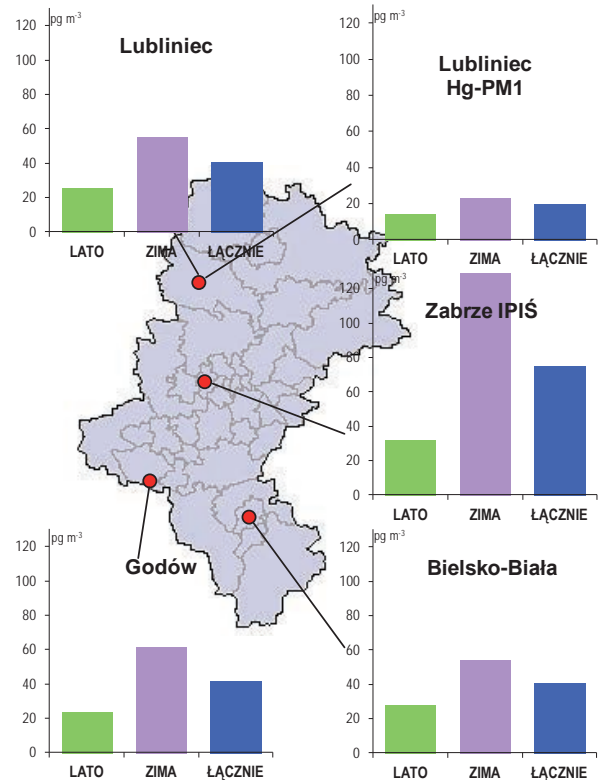 pg m-3
120
100
80
60
40
20
0
Lubliniec
LATO ZIMA ŁĄCZNIE
pg m-3
120
100
80
60
40
20
0
Lubliniec
Hg-PM1
LATO ZIMA ŁĄCZNIE
pg m-3
120
100
80
60
40
20
0
Zabrze IPIŚ
LATO ZIMA ŁĄCZNIE
pg m-3
120
100
80
60
40
20
0
Godów
LATO ZIMA ŁĄCZNIE
pg m-3
120
100
80
60
40
20
0
Bielsko-Biała
LATO ZIMA ŁĄCZNIE